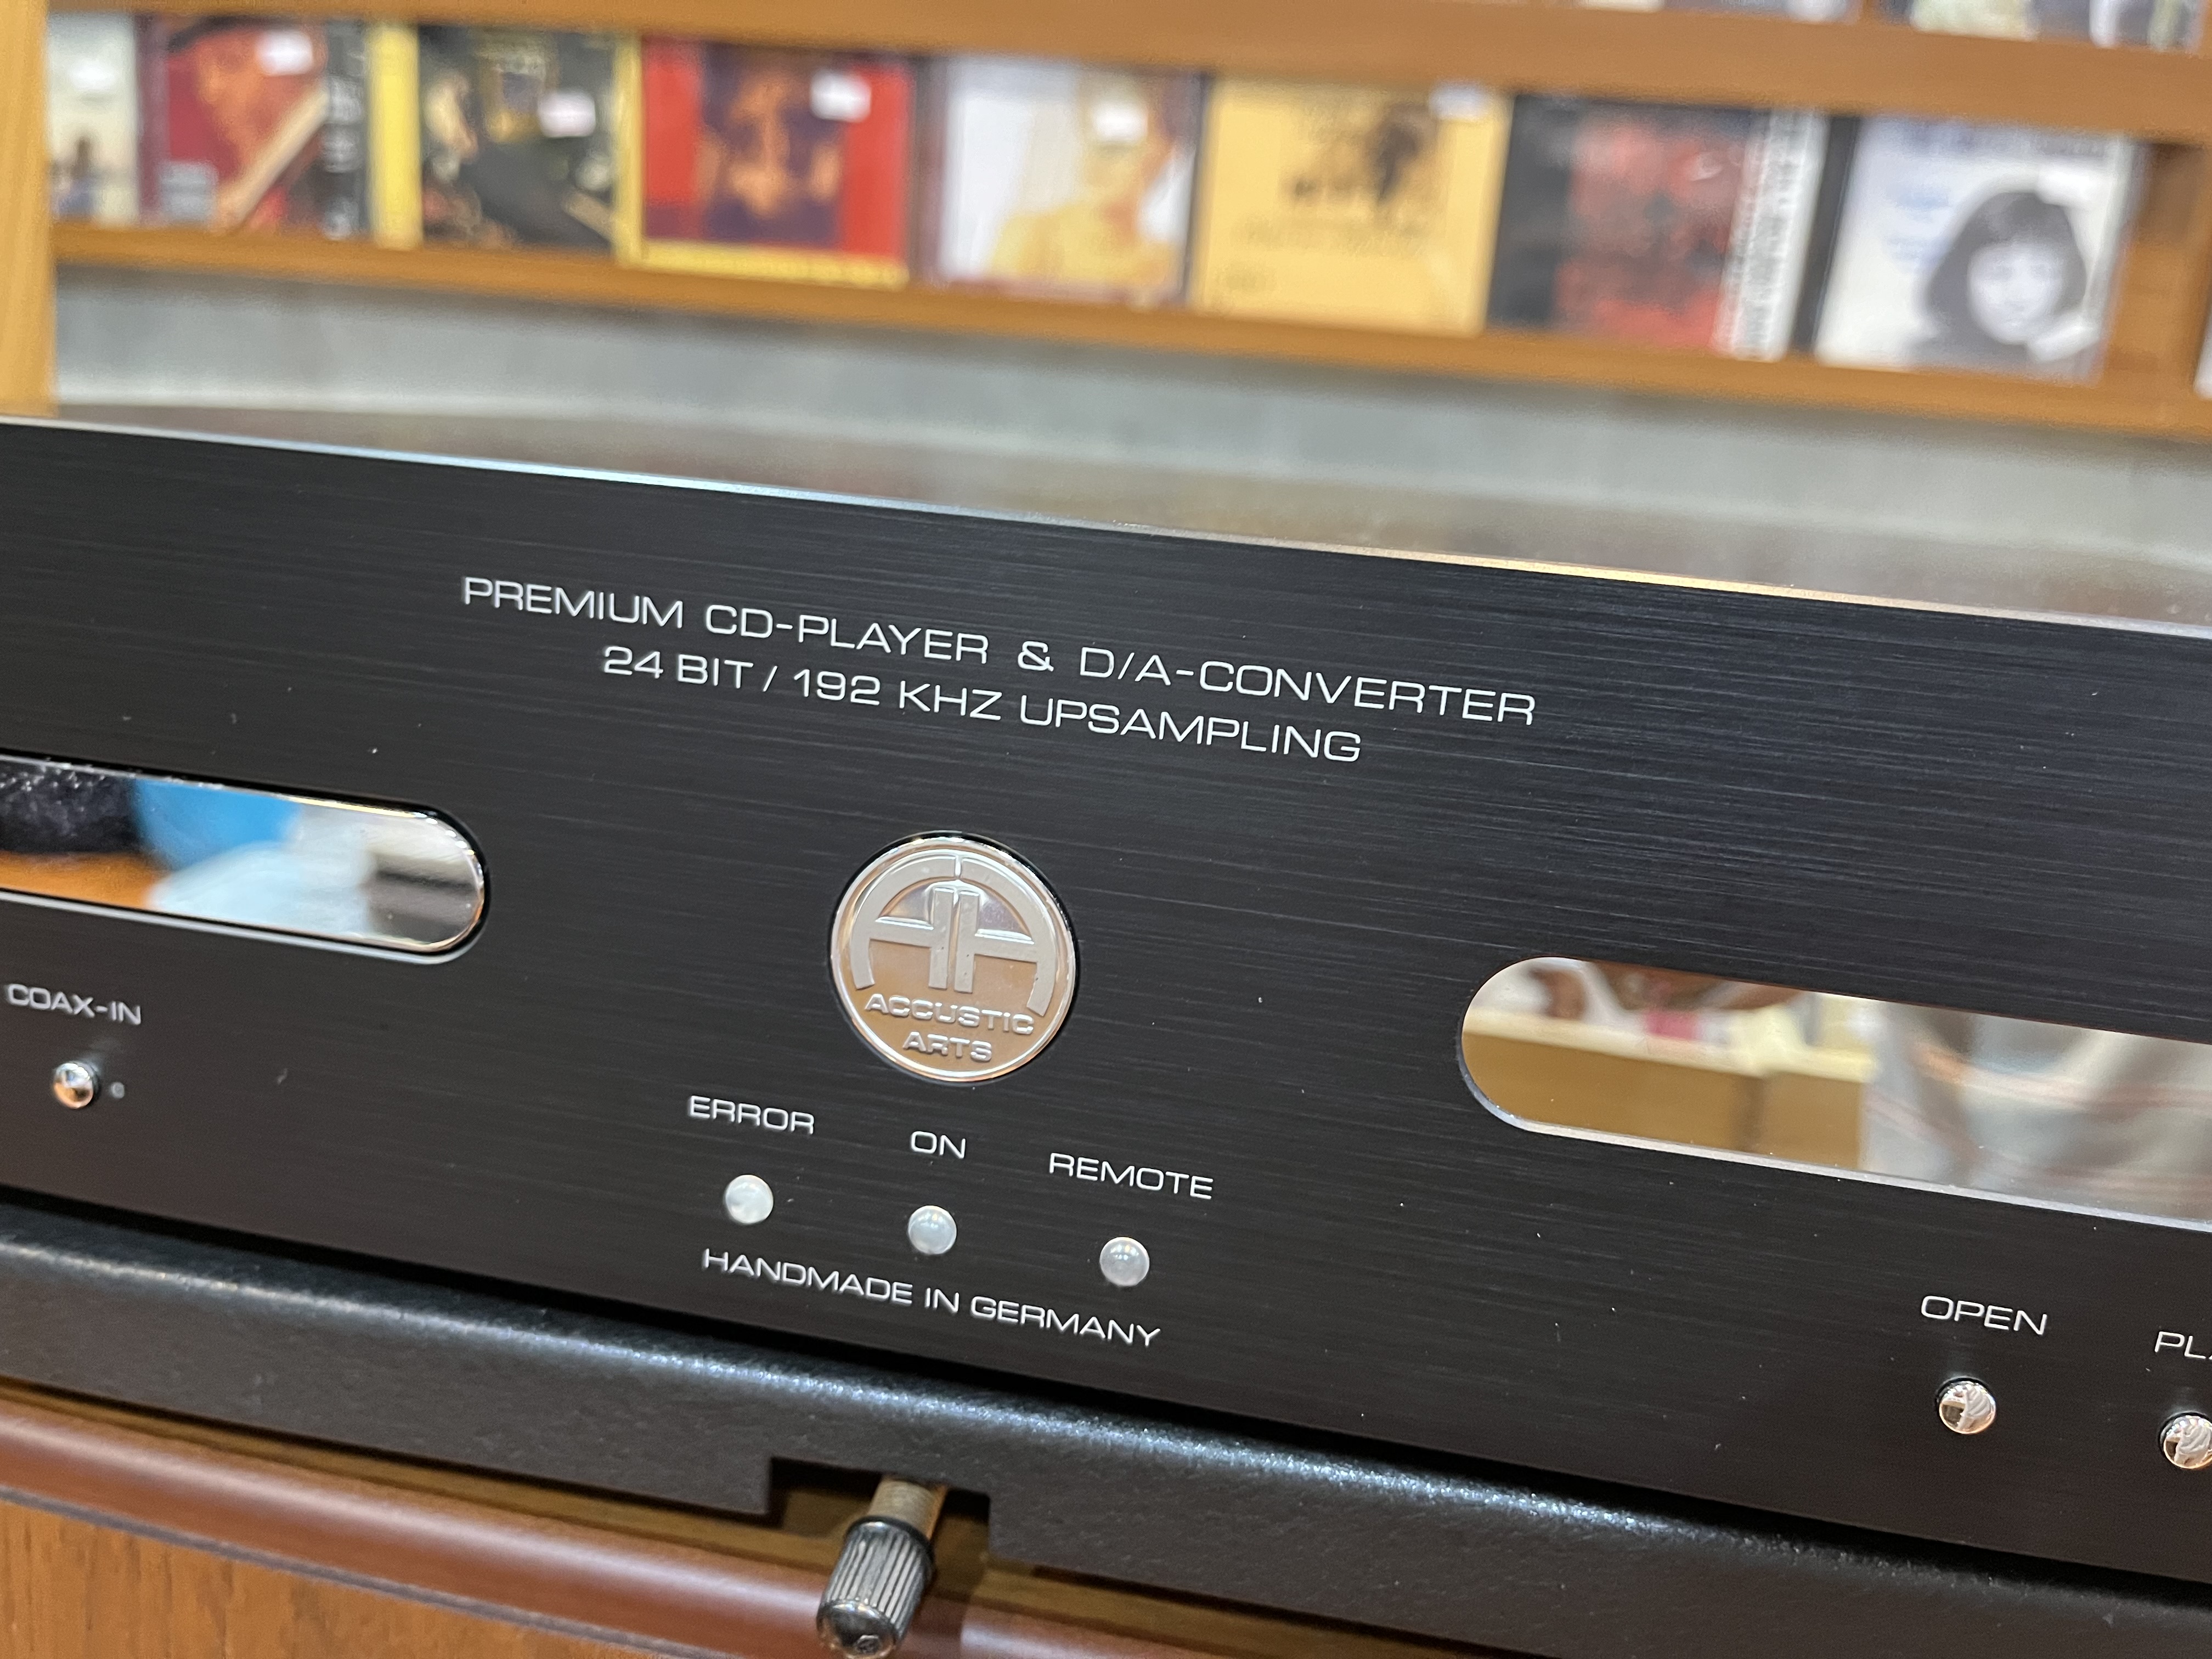 PREMIUM CD-PLAYER & D/A-CONVERTER
24 BIT / 192 KHZ UPSAMPLING
ACCUSTIC
ARTS
COAX-IN
ERROR ON REMOTE
HANDMADE IN GERMANY
OPEN